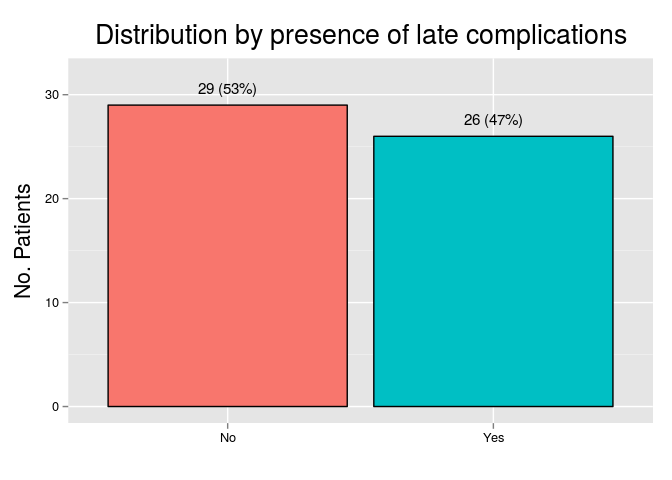 Distribution by presence of late complications
No. Patients
30
20
10
0
29 (53%)
26 (47%)
No
Yes